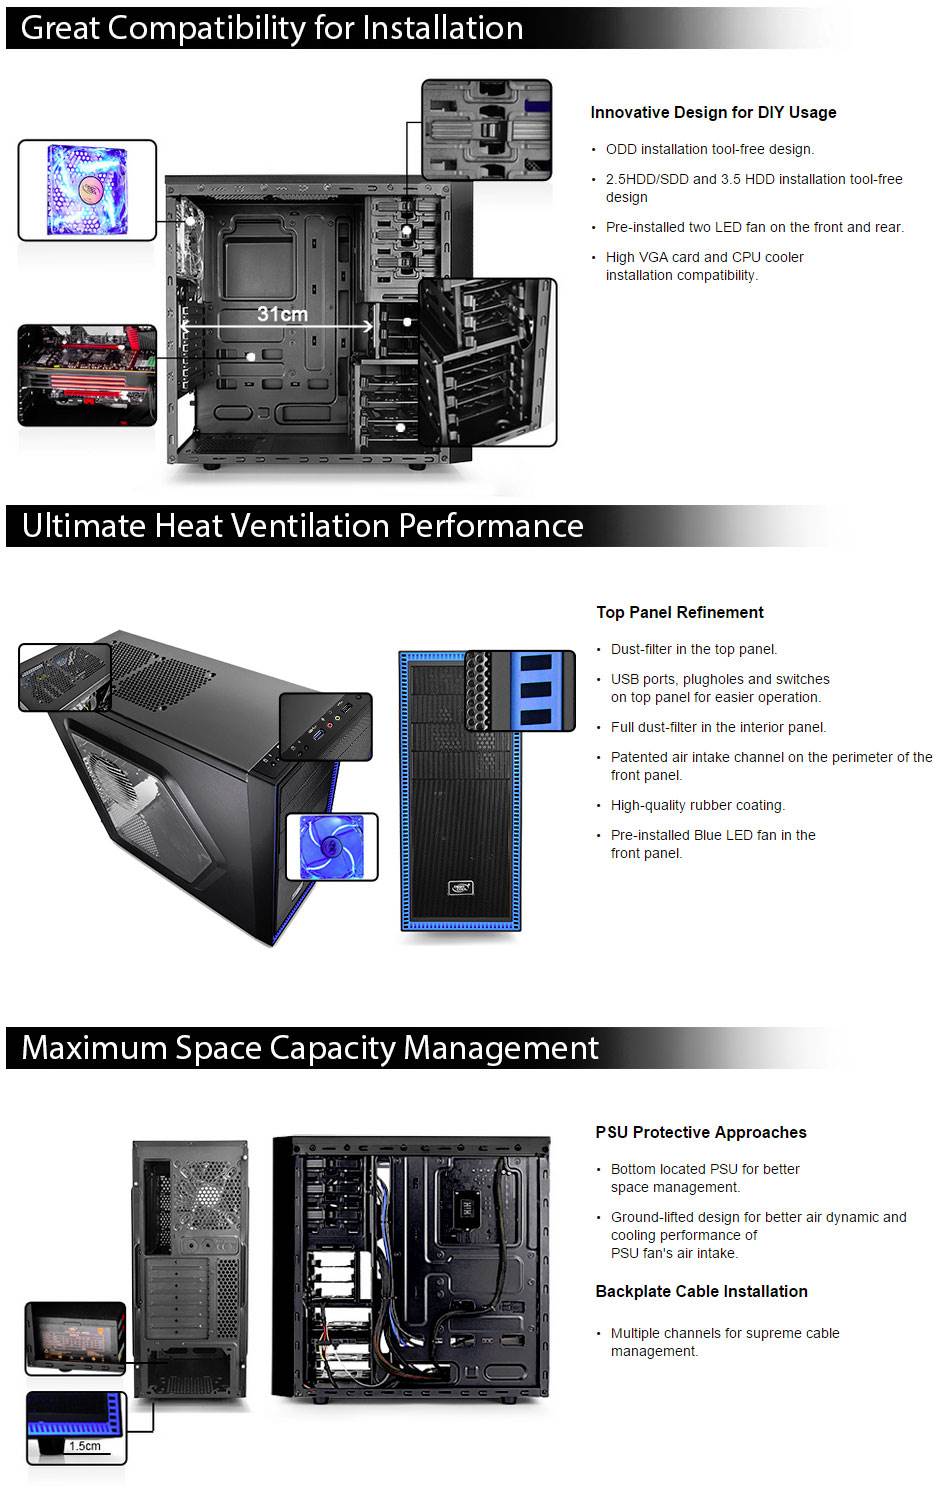 Great Compatibility for Installation
Innovative Design for DIY Usage
• ODD installation tool-free design.
• 2.5HDD/SDD and 3.5 HDD installation tool-free
design
• Pre-installed two LED fan on the front and rear.
• High VGA card and CPU cooler
installation compatibility.
31cm
Ultimate Heat Ventilation Performance
Top Panel Refinement
• Dust-filter in the top panel.
• USB ports, plugholes and switches
on top panel for easier operation.
• Full dust-filter in the interior panel.
• Patented air intake channel on the perimeter of the
front panel.
• High-quality rubber coating.
• Pre-installed Blue LED fan in the
front panel.
Maximum Space Capacity Management
PSU Protective Approaches
• Bottom located PSU for better
space management.
• Ground-lifted design for better air dynamic and
cooling performance of
PSU fan's air intake.
Backplate Cable Installation
• Multiple channels for supreme cable
management.
1.5cm